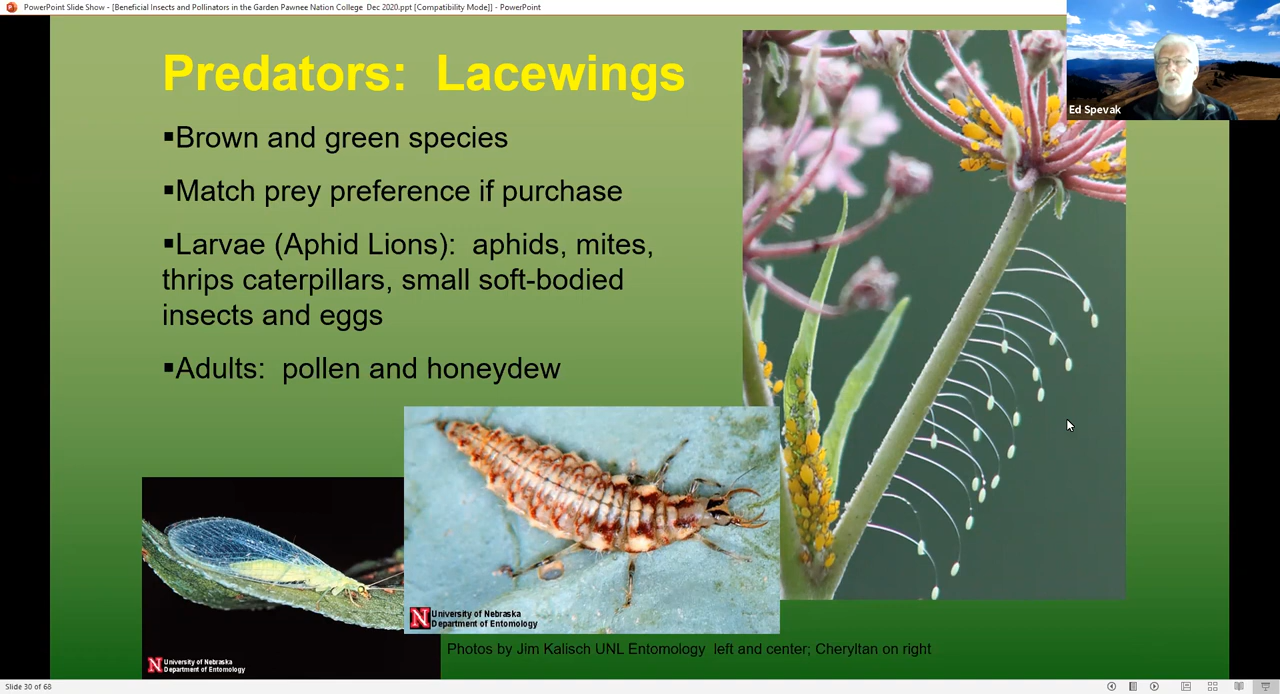 PowerPoint Slide Show - [Beneficial Insects and Pollinators in the Garden Pawnee Nation College  Dec 2020.ppt [Compatibility Mode]] - PowerPoint
Predators:  Lacewings
Ed Spevak
▪Brown and green species
▪Match prey preference if purchase
▪Larvae (Aphid Lions):  aphids, mites,
thrips caterpillars, small soft-bodied
insects and eggs
▪Adults:  pollen and honeydew
N University of Nebraska
Department of Entomology
N University of Nebraska
Department of Entomology
Photos by Jim Kalisch UNL Entomology  left and center; Cheryltan on right
Slide 30 of 68